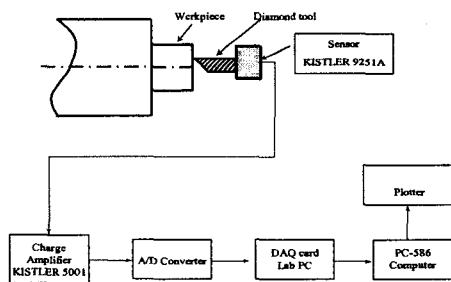 Workpiece
Diamond tool
Sensor
KISTLER 9251A
Plotter
Charge
Amplifier
KISTLER 5001
A/D Converter
DAQ card
Lab PC
PC-586
Computer